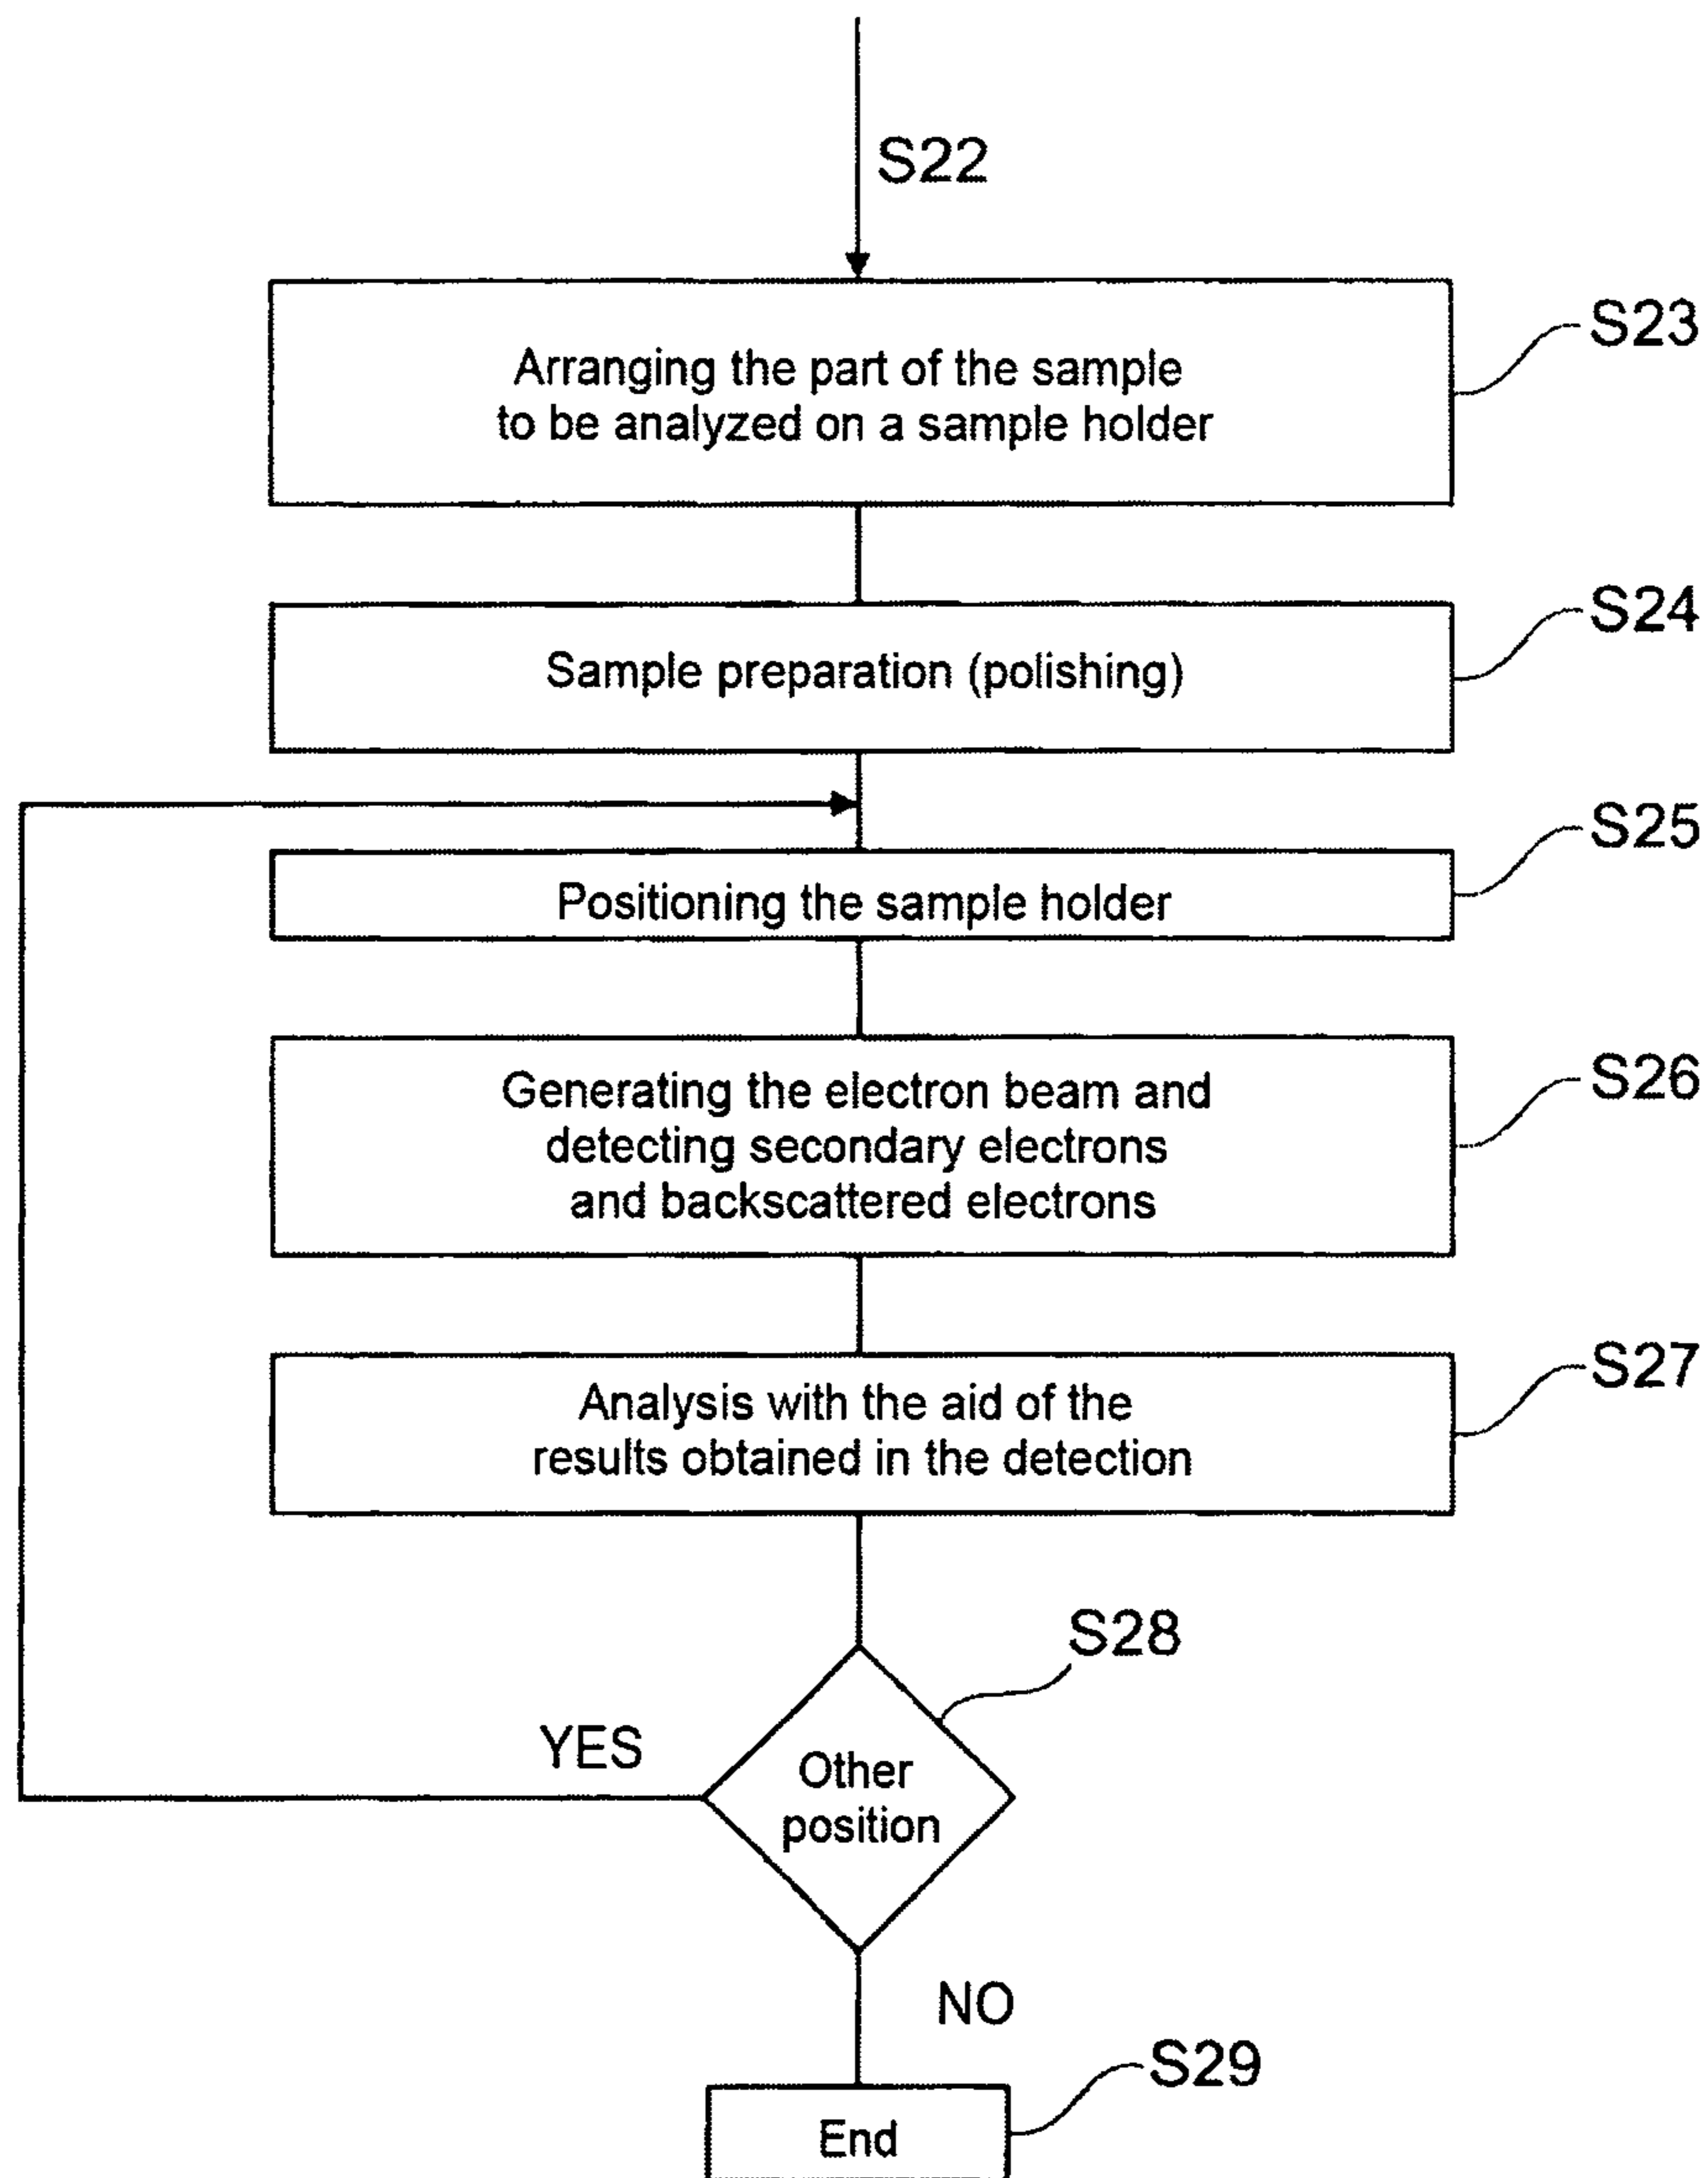 S22
S23
Arranging the part of the sample
to be analyzed on a sample holder
S24
Sample preparation (polishing)
S25
Positioning the sample holder
S26
Generating the electron beam and
detecting secondary electrons
and backscattered electrons
S27
Analysis with the aid of the
results obtained in the detection
S28
YES
Other
position
NO
S29
End